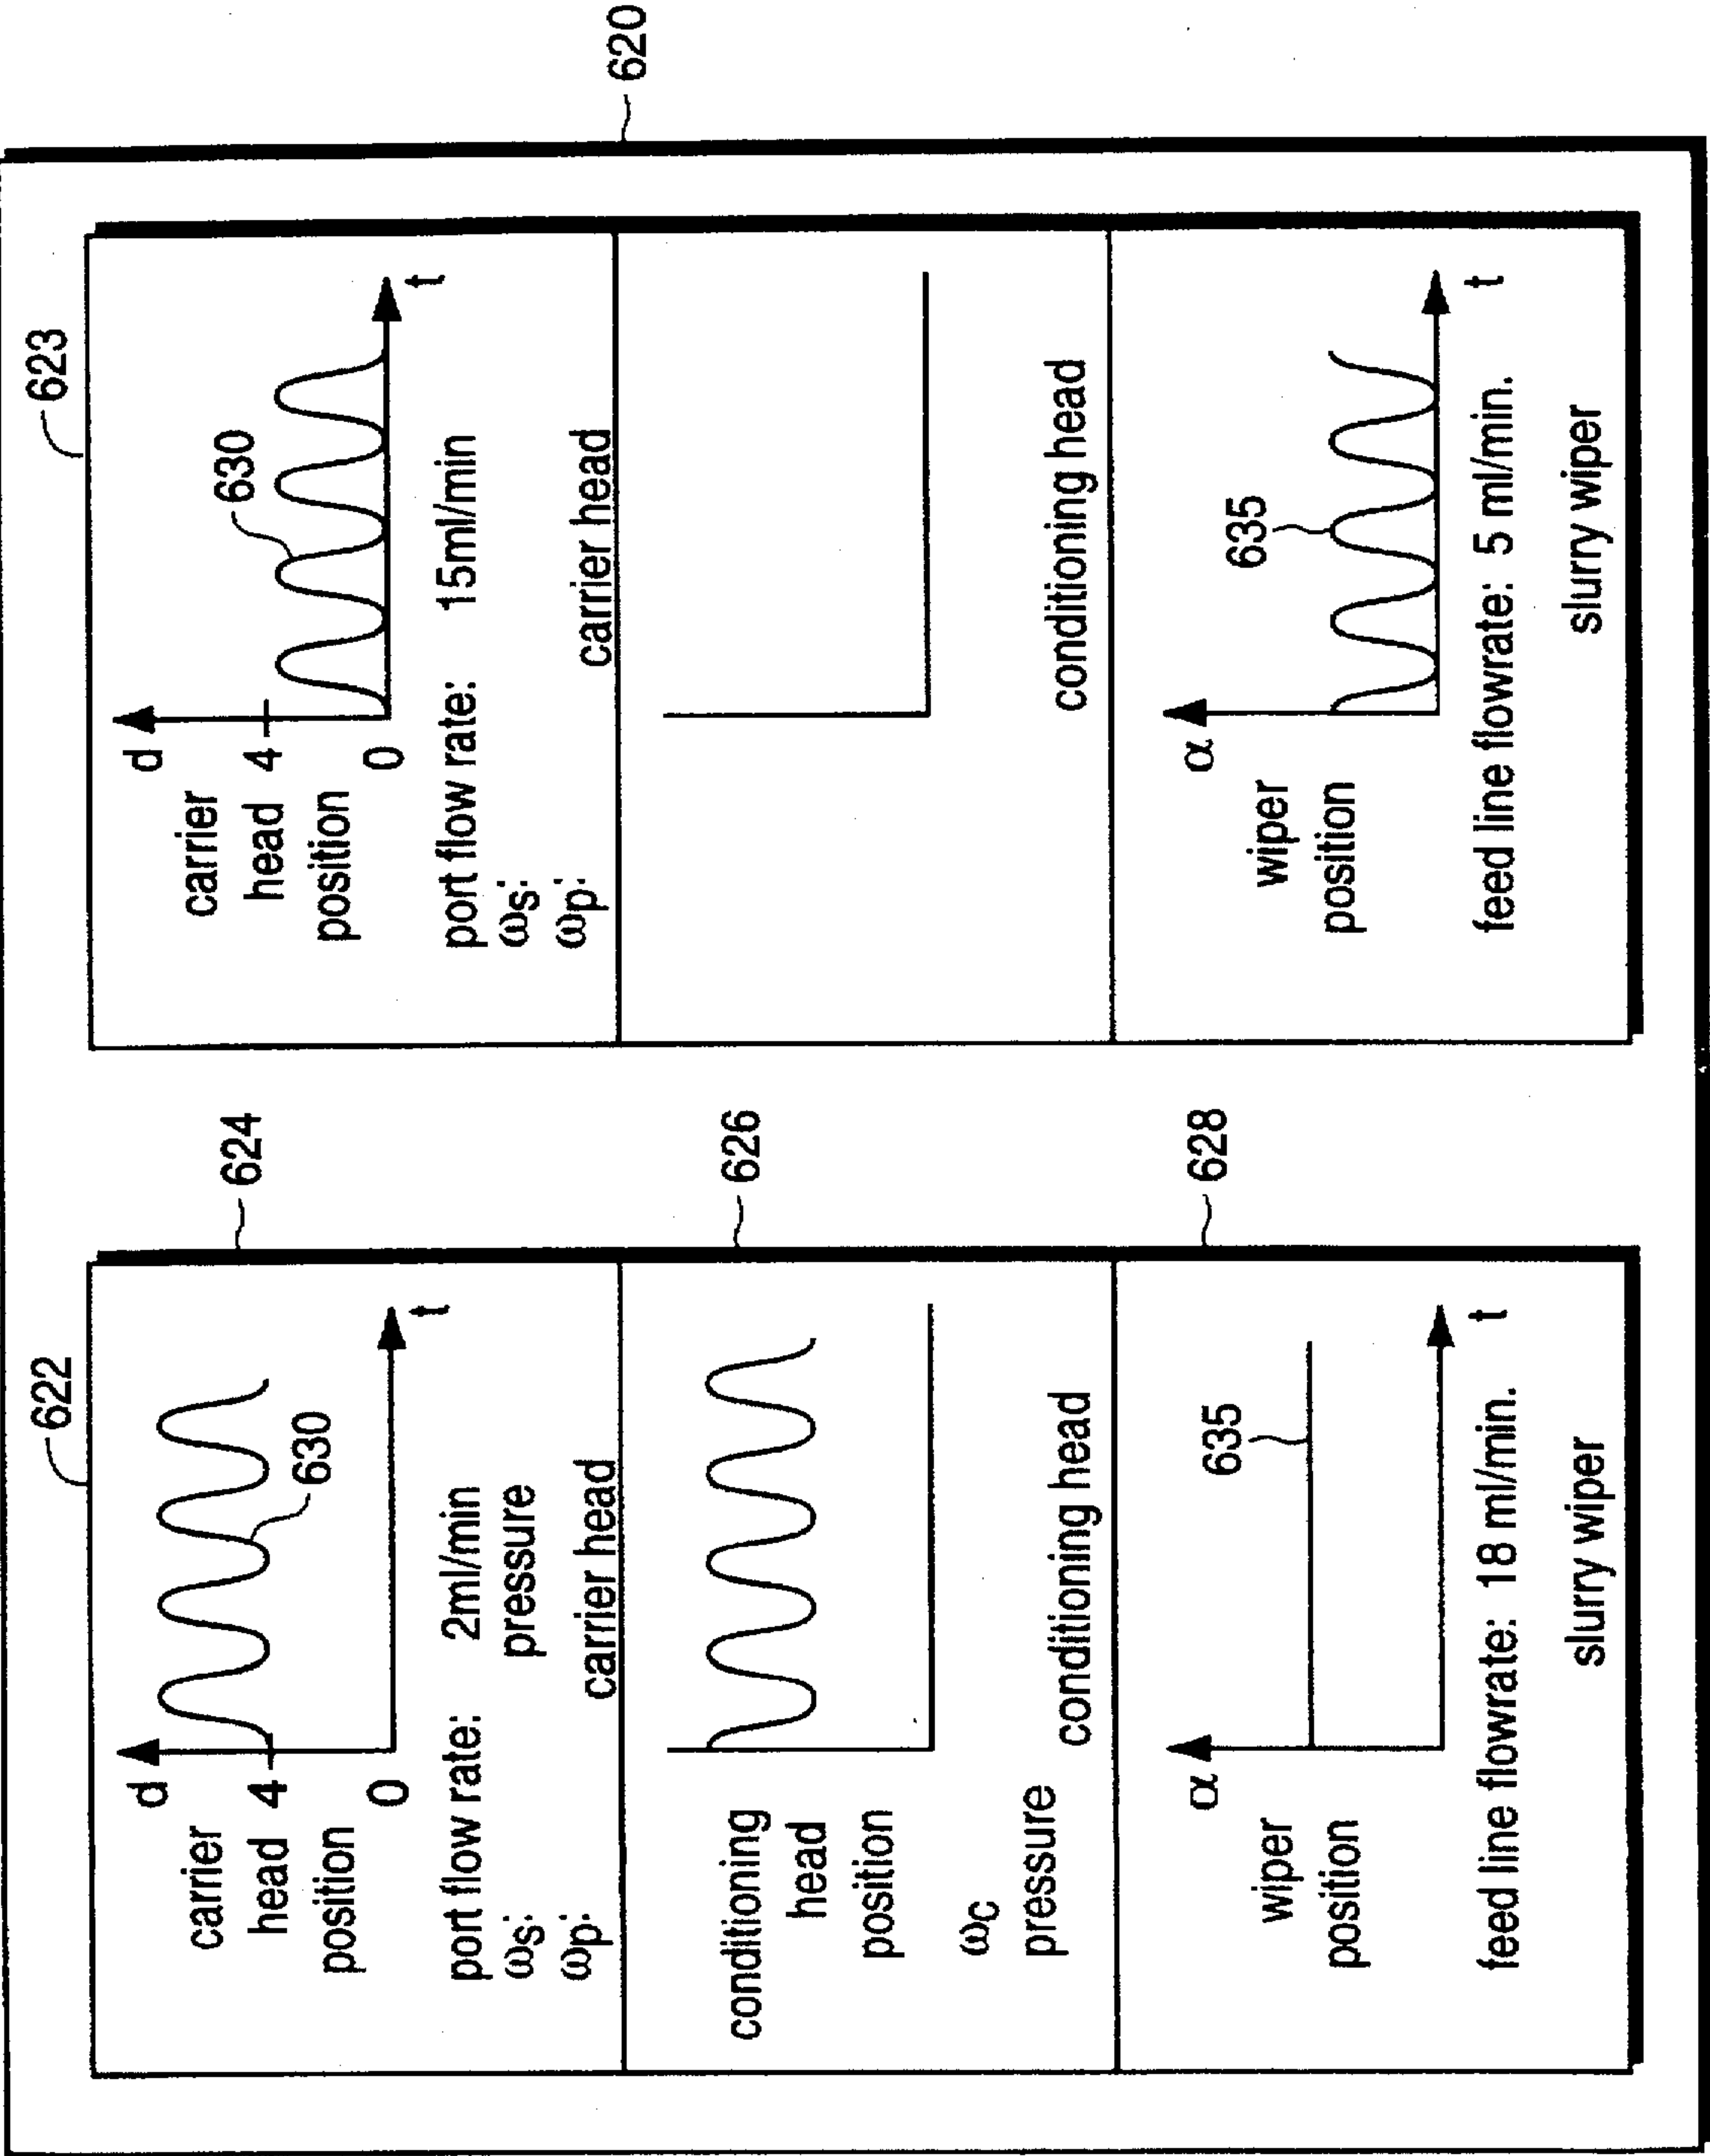 622
d
carrier
head 4
position
0
t
630
port flow rate: 2ml/min
ωs:
pressure
ωp:
carrier head
624
conditioning
head
position
ωc
pressure
conditioning head
626
α
wiper
position
635
t
feed line flowrate: 18 ml/min.
slurry wiper
628
623
d
carrier
head 4
position
0
t
630
port flow rate: 15ml/min
ωs:
ωp:
carrier head
conditioning head
α
wiper
position
635
t
feed line flowrate: 5 ml/min.
slurry wiper
620